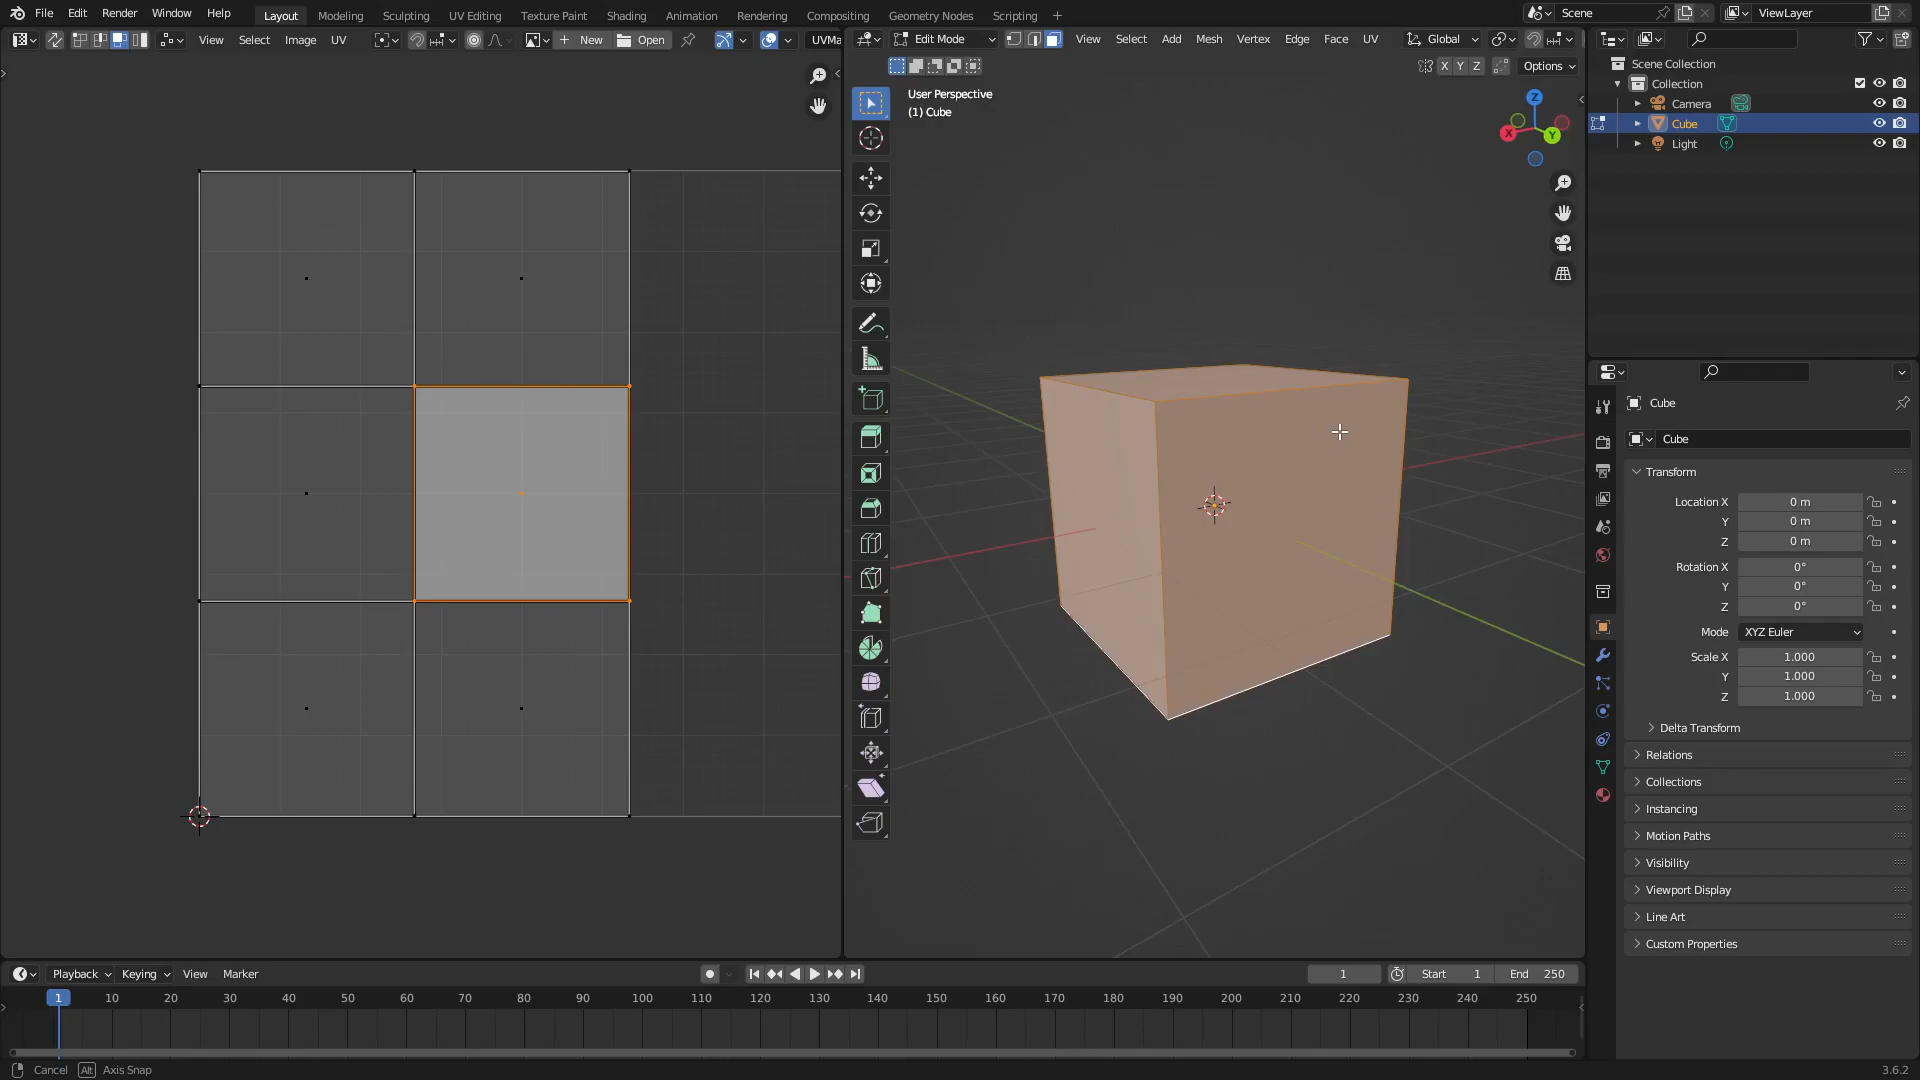 File Edit Render Window Help Layout Modeling Sculpting UV Editing Texture Paint Shading Animation Rendering Compositing Geometry Nodes Scripting + Scene ViewLayer
View Select Image UV + New Open UVMa Edit Mode View Select Add Mesh Vertex Edge Face UV Global
X Y Z Options
User Perspective
(1) Cube
Z
X
Y
Scene Collection
Collection
Camera
Cube
Light
Cube
Cube
Transform
Location X 0 m
Y 0 m
Z 0 m
Rotation X 0°
Y 0°
Z 0°
Mode XYZ Euler
Scale X 1.000
Y 1.000
Z 1.000
Delta Transform
Relations
Collections
Instancing
Motion Paths
Visibility
Viewport Display
Line Art
Custom Properties
Playback Keying View Marker 1 Start 1 End 250
1 10 20 30 40 50 60 70 80 90 100 110 120 130 140 150 160 170 180 190 200 210 220 230 240 250
Cancel Alt Axis Snap 3.6.2